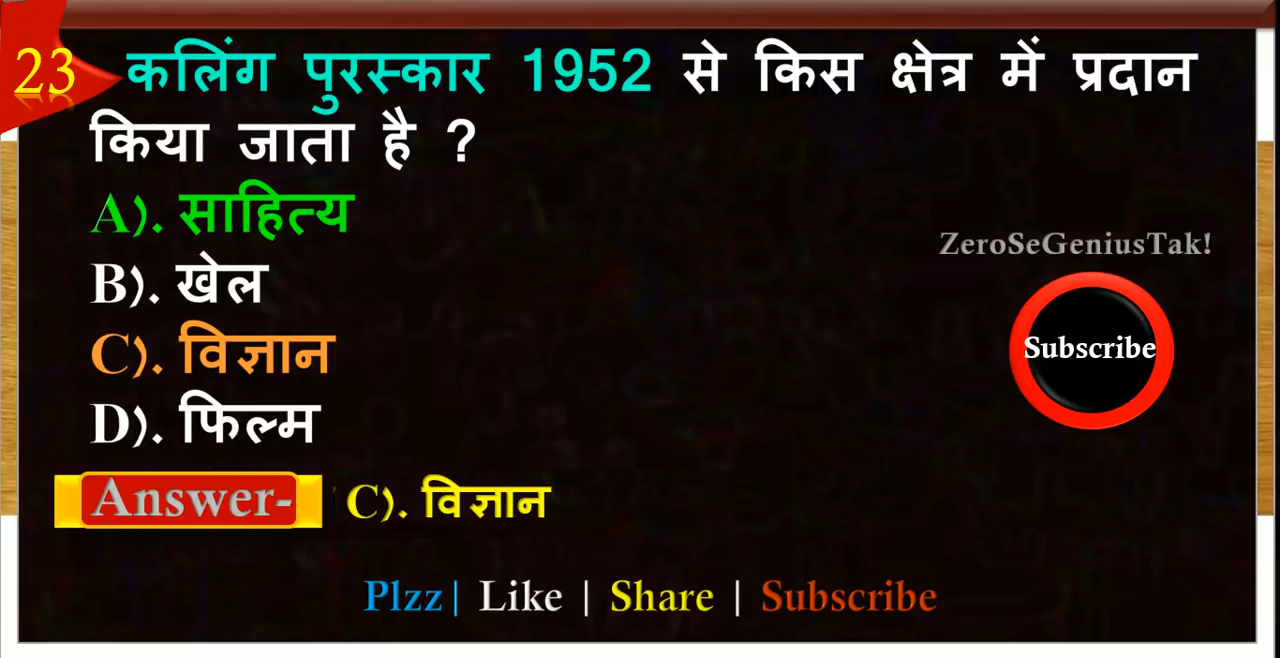 23 कलिंग पुरस्कार 1952 से किस क्षेत्र में प्रदान
किया जाता है ?
A). साहित्य
ZeroSeGeniusTak!
B). खेल
C). विज्ञान
Subscribe
D). फिल्म
Answer- C). विज्ञान
Plzz| Like | Share | Subscribe